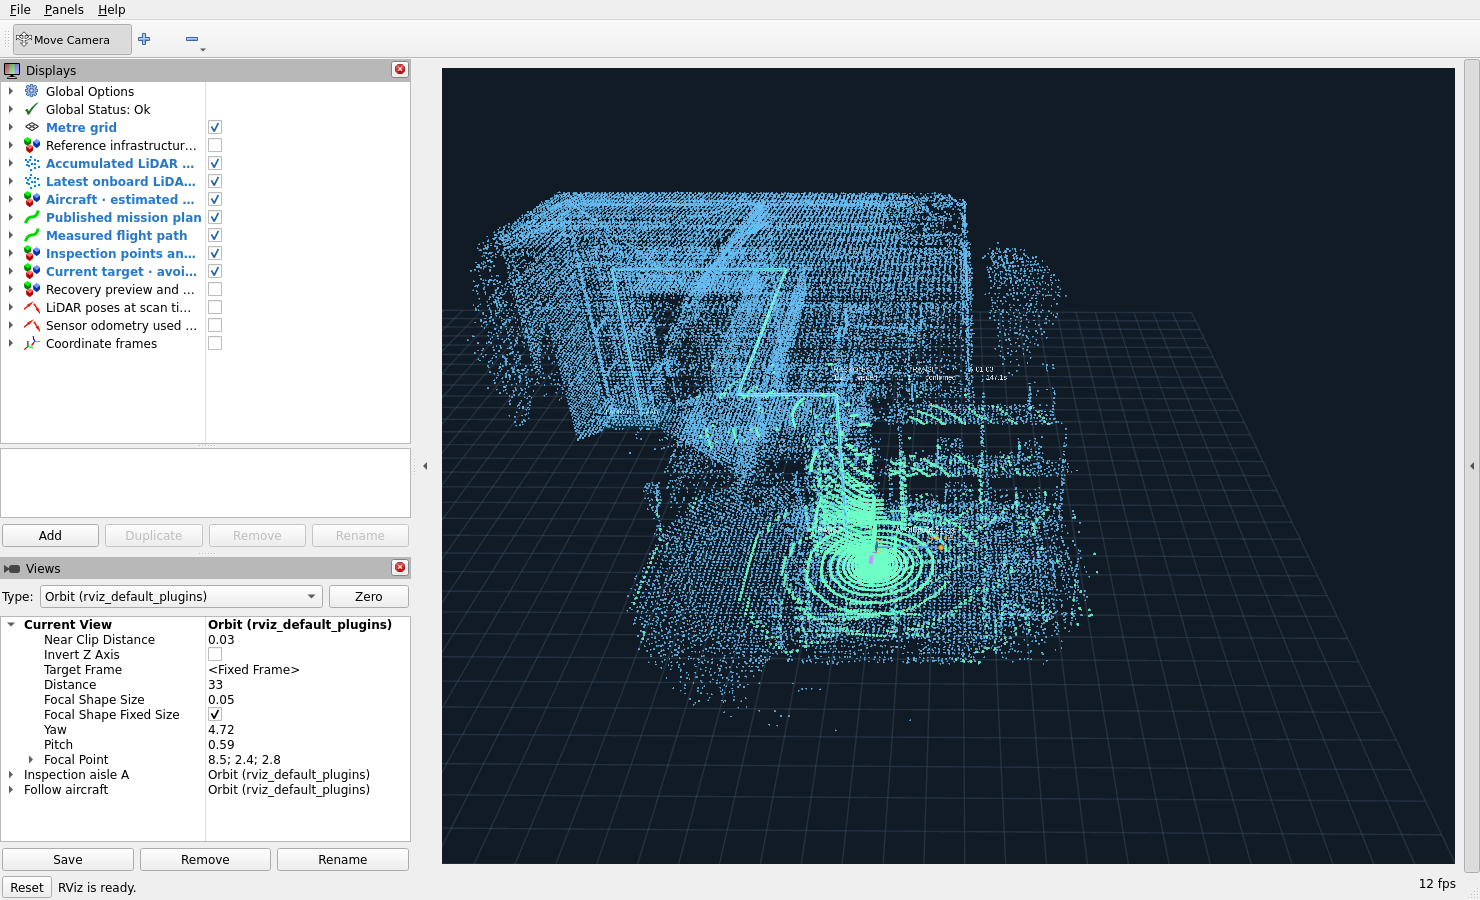 File Panels Help
Move Camera
Displays
Global Options
Global Status: Ok
Metre grid
Reference infrastructur...
Accumulated LiDAR ...
Latest onboard LiDA...
Aircraft · estimated ...
Published mission plan
Measured flight path
Inspection points an...
Current target · avoi...
Recovery preview and ...
LiDAR poses at scan ti...
Sensor odometry used ...
Coordinate frames
Add Duplicate Remove Rename
Views
Type: Orbit (rviz_default_plugins) Zero
Current View Orbit (rviz_default_plugins)
Near Clip Distance 0.03
Invert Z Axis
Target Frame <Fixed Frame>
Distance 33
Focal Shape Size 0.05
Focal Shape Fixed Size
Yaw 4.72
Pitch 0.59
Focal Point 8.5; 2.4; 2.8
Inspection aisle A Orbit (rviz_default_plugins)
Follow aircraft Orbit (rviz_default_plugins)
Save Remove Rename
Reset RViz is ready.
12 fps
confirmed 147.1s